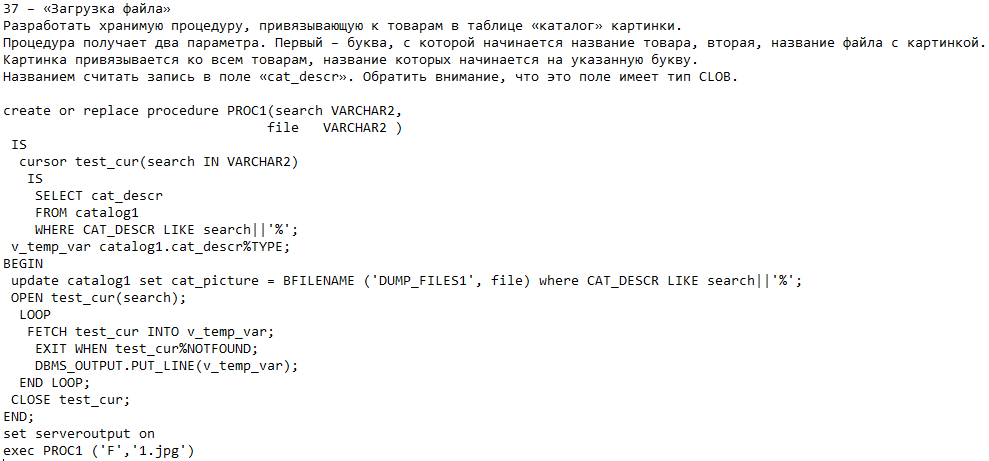 37 – «Загрузка файла»
Разработать хранимую процедуру, привязывающую к товарам в таблице «каталог» картинки.
Процедура получает два параметра. Первый – буква, с которой начинается название товара, вторая, название файла с картинкой.
Картинка привязывается ко всем товарам, название которых начинается на указанную букву.
Названием считать запись в поле «cat_descr». Обратить внимание, что это поле имеет тип CLOB.

create or replace procedure PROC1(search VARCHAR2,
                                 file   VARCHAR2 )
 IS
  cursor test_cur(search IN VARCHAR2)
   IS
    SELECT cat_descr
    FROM catalog1
    WHERE CAT_DESCR LIKE search||'%';
 v_temp_var catalog1.cat_descr%TYPE;
BEGIN
 update catalog1 set cat_picture = BFILENAME ('DUMP_FILES1', file) where CAT_DESCR LIKE search||'%';
 OPEN test_cur(search);
  LOOP
   FETCH test_cur INTO v_temp_var;
    EXIT WHEN test_cur%NOTFOUND;
    DBMS_OUTPUT.PUT_LINE(v_temp_var);
  END LOOP;
 CLOSE test_cur;
END;
set serveroutput on
exec PROC1 ('F','1.jpg')